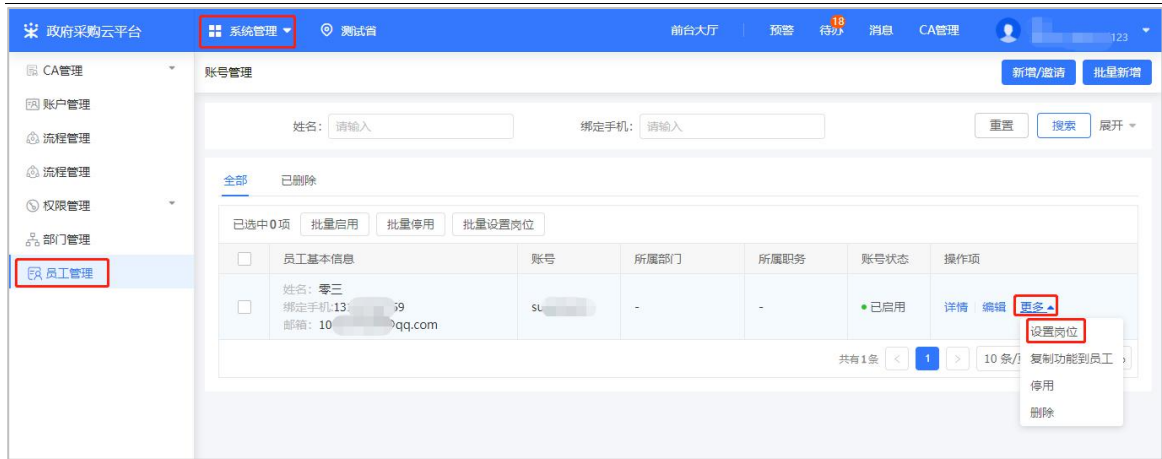 政府采购云平台 系统管理 测试省 前台大厅 预警 待办 18 消息 CA管理 123
CA管理
账户管理
流程管理
流程管理
权限管理
部门管理
员工管理
账号管理 新增/邀请 批量新增
姓名: 请输入 绑定手机: 请输入 重置 搜索 展开
全部 已删除
已选中0项 批量启用 批量停用 批量设置岗位
员工基本信息 账号 所属部门 所属职务 账号状态 操作项
姓名: 零三
绑定手机:13 59 su - - 已启用 详情 编辑 更多
邮箱: 10 qq.com
共有1条 < 1 > 10 条/
设置岗位
复制功能到员工
停用
删除